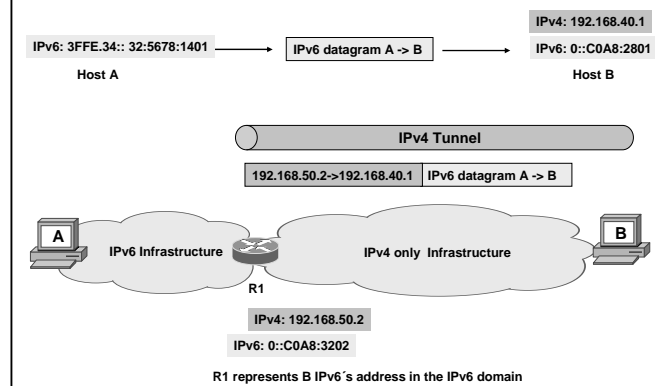 IPv4: 192.168.40.1
IPv6: 3FFE.34:: 32:5678:1401
IPv6 datagram A -> B
IPv6: 0::C0A8:2801
Host A
Host B
IPv4 Tunnel
192.168.50.2->192.168.40.1
IPv6 datagram A -> B
A
IPv6 Infrastructure
IPv4 only Infrastructure
B
R1
IPv4: 192.168.50.2
IPv6: 0::C0A8:3202
R1 represents B IPv6´s address in the IPv6 domain